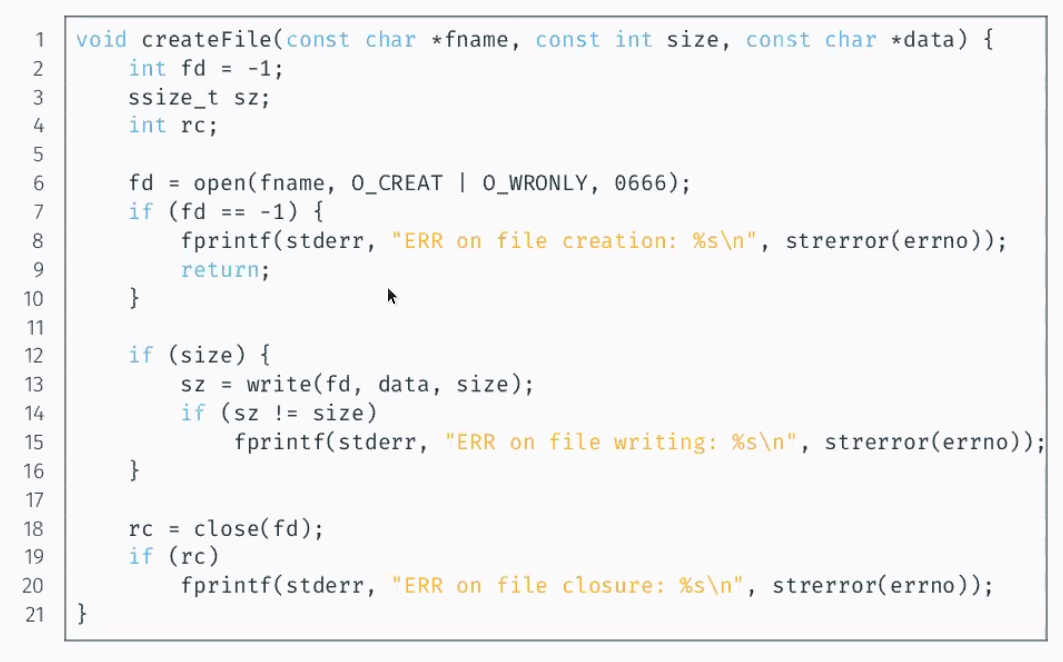 1 void createFile(const char *fname, const int size, const char *data) {
2     int fd = -1;
3     ssize_t sz;
4     int rc;
5
6     fd = open(fname, O_CREAT | O_WRONLY, 0666);
7     if (fd == -1) {
8         fprintf(stderr, "ERR on file creation: %s\n", strerror(errno));
9         return;
10     }
11
12     if (size) {
13         sz = write(fd, data, size);
14         if (sz != size)
15             fprintf(stderr, "ERR on file writing: %s\n", strerror(errno));
16     }
17
18     rc = close(fd);
19     if (rc)
20         fprintf(stderr, "ERR on file closure: %s\n", strerror(errno));
21 }